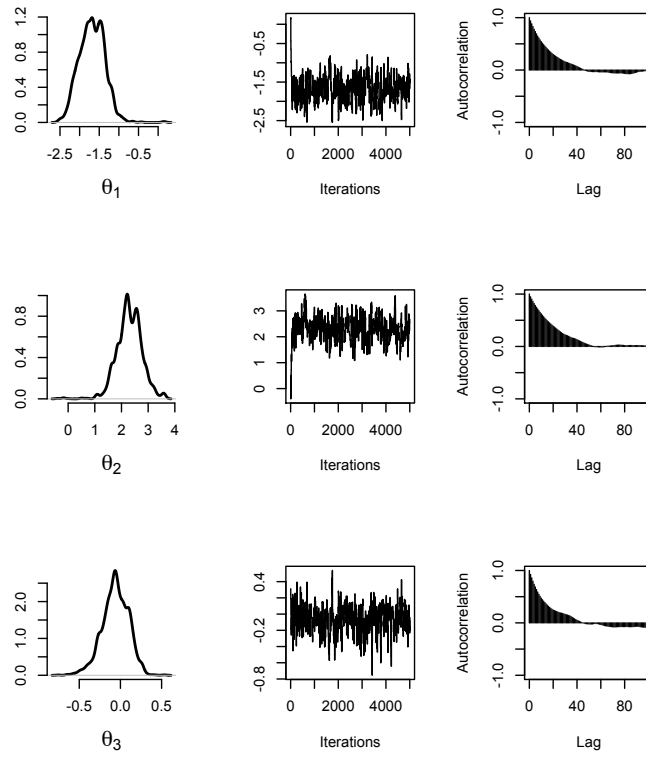 0.0 0.4 0.8 1.2
-2.5 -1.5 -0.5
θ1
-2.5 -1.5 -0.5
0 2000 4000
Iterations
Autocorrelation
-1.0 0.0 1.0
0 40 80
Lag
0.0 0.4 0.8
0 1 2 3 4
θ2
0 1 2 3
0 2000 4000
Iterations
Autocorrelation
-1.0 0.0 1.0
0 40 80
Lag
0.0 1.0 2.0
-0.5 0.0 0.5
θ3
-0.8 -0.2 0.4
0 2000 4000
Iterations
Autocorrelation
-1.0 0.0 1.0
0 40 80
Lag